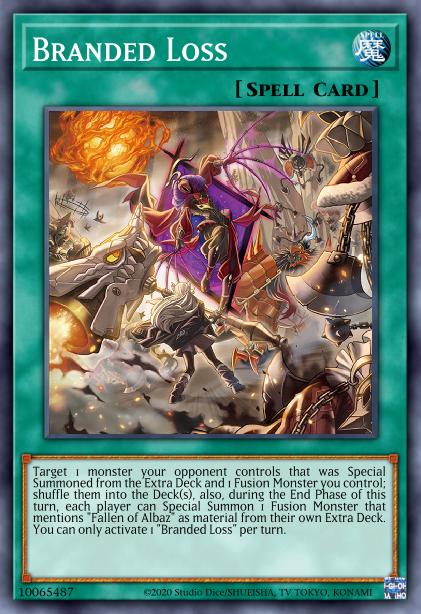 BRANDED LOSS
SPELL
魔
[ SPELL CARD ]
Target 1 monster your opponent controls that was Special
Summoned from the Extra Deck and 1 Fusion Monster you control;
shuffle them into the Deck(s), also, during the End Phase of this
turn, each player can Special Summon 1 Fusion Monster that
mentions "Fallen of Albaz" as material from their own Extra Deck.
You can only activate 1 "Branded Loss" per turn.
10065487
©2020 Studio Dice/SHUEISHA, TV TOKYO, KONAMI